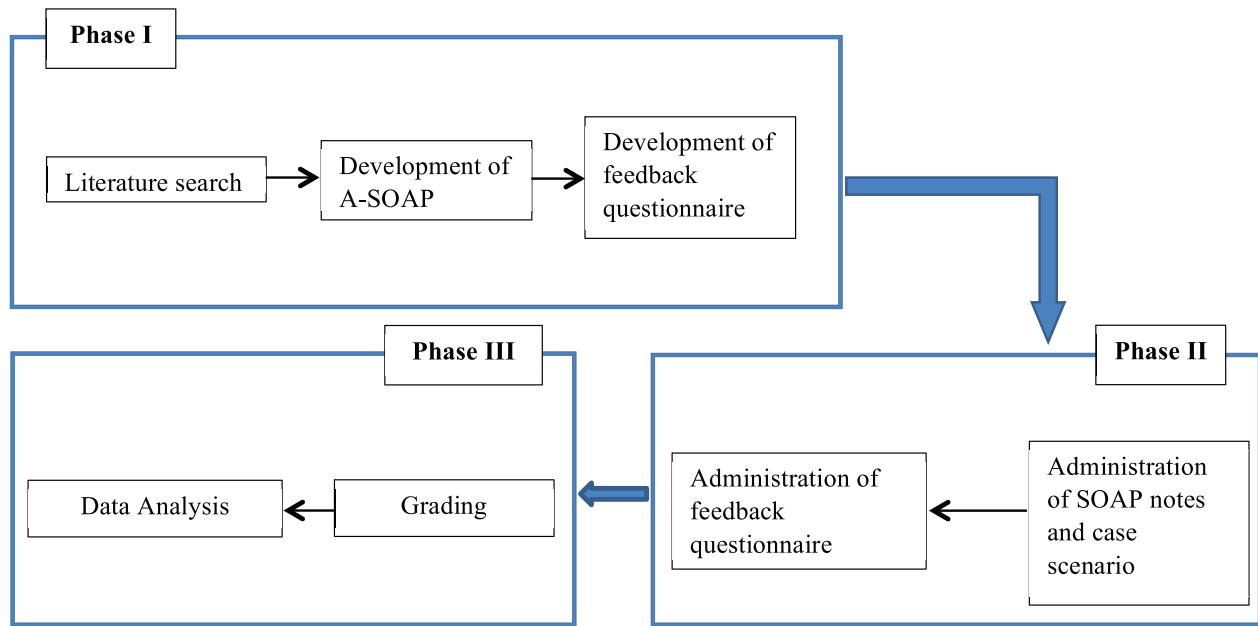 Phase I
Literature search
Development of
A-SOAP
Development of
feedback
questionnaire
Phase II
Administration
of SOAP notes
and case
scenario
Administration of
feedback
questionnaire
Phase III
Grading
Data Analysis